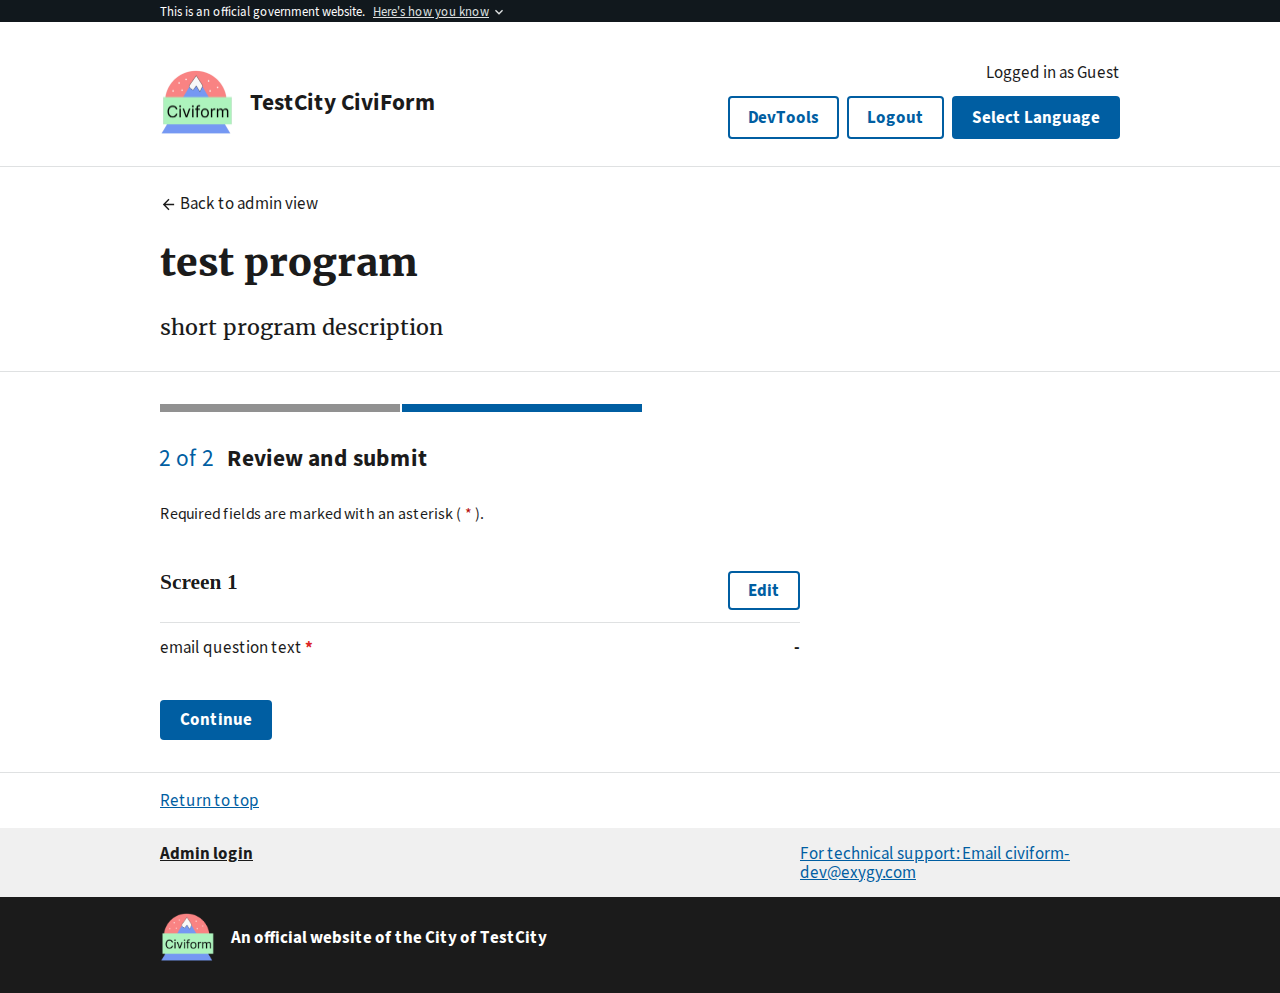 This is an official government website. Here's how you know
Logged in as Guest
Civiform
TestCity CiviForm
DevTools
Logout
Select Language
Back to admin view
test program
short program description
2 of 2 Review and submit
Required fields are marked with an asterisk ( * ).
Screen 1
Edit
email question text *
-
Continue
Return to top
Admin login
For technical support: Email civiform-
dev@exygy.com
Civiform
An official website of the City of TestCity